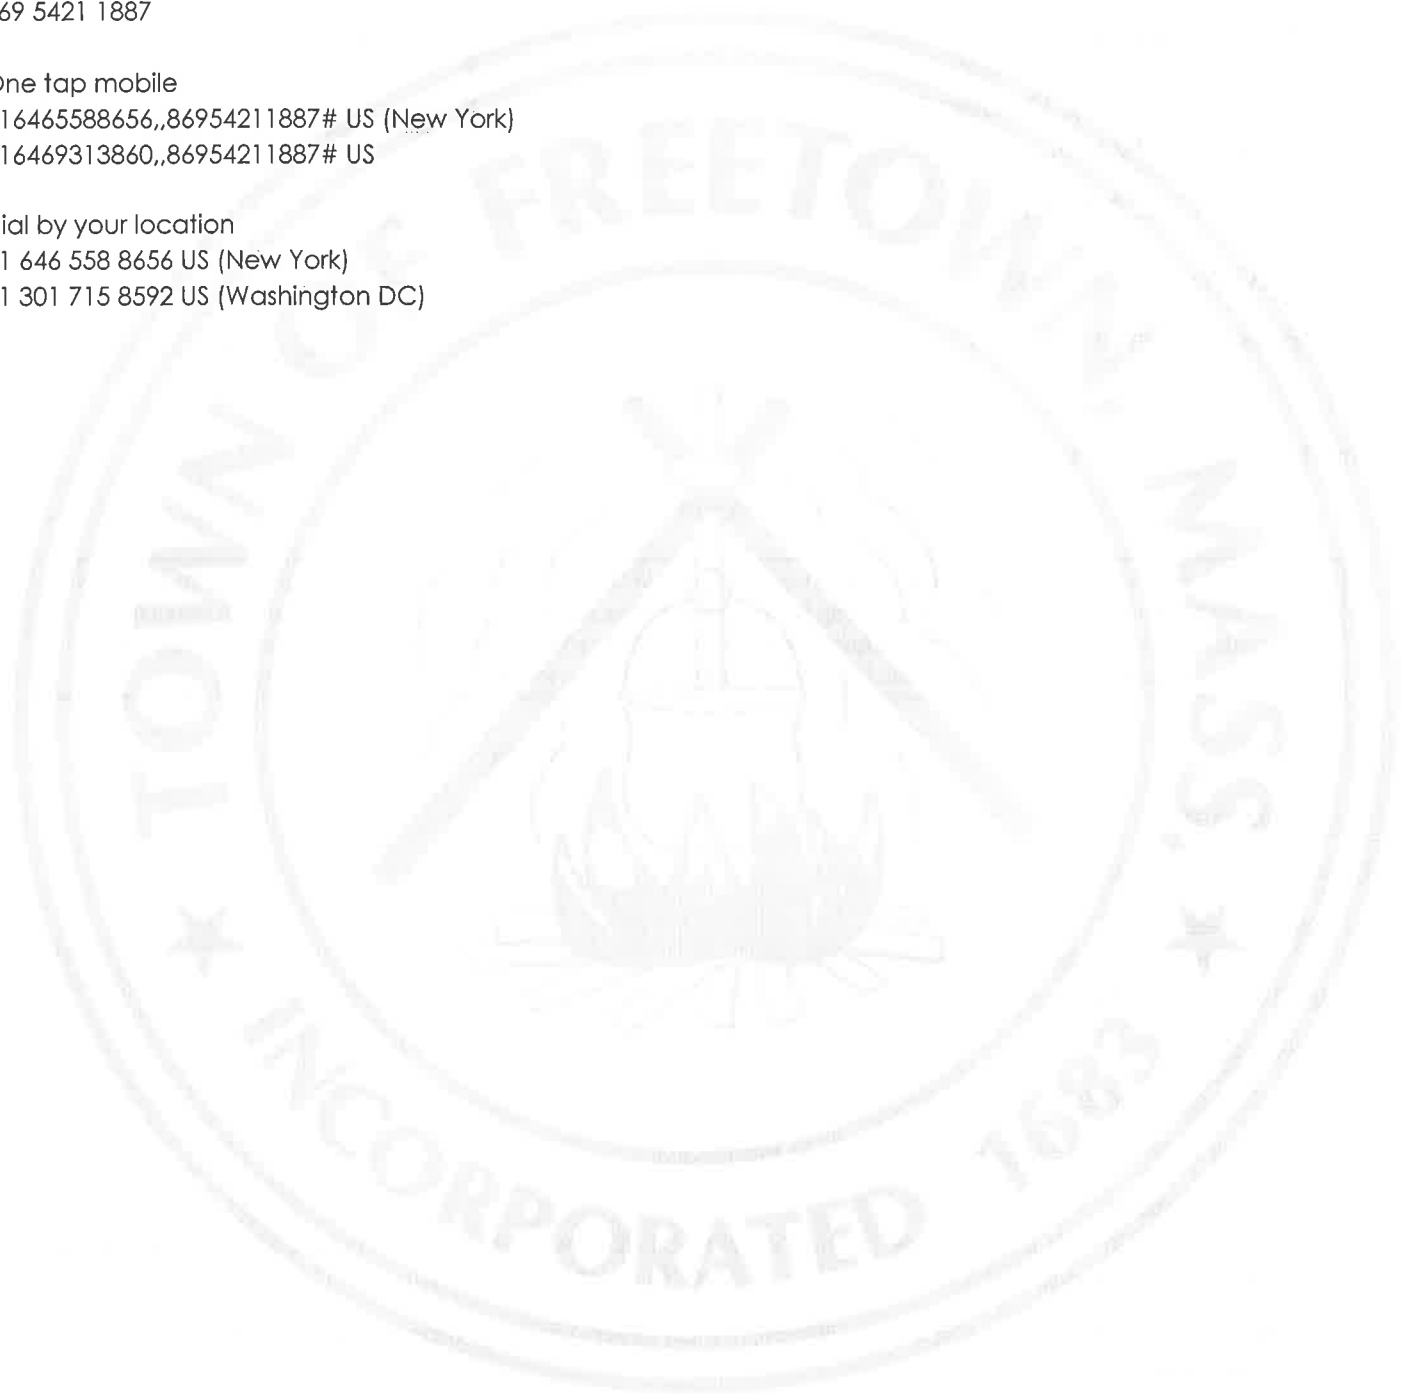 69 5421 1887
One tap mobile
16465588656,,86954211887# US (New York)
16469313860,,86954211887# US
ial by your location
1 646 558 8656 US (New York)
1 301 715 8592 US (Washington DC)
TOWN OF FREETOWN, MASS.
★ INCORPORATED 1683 ★